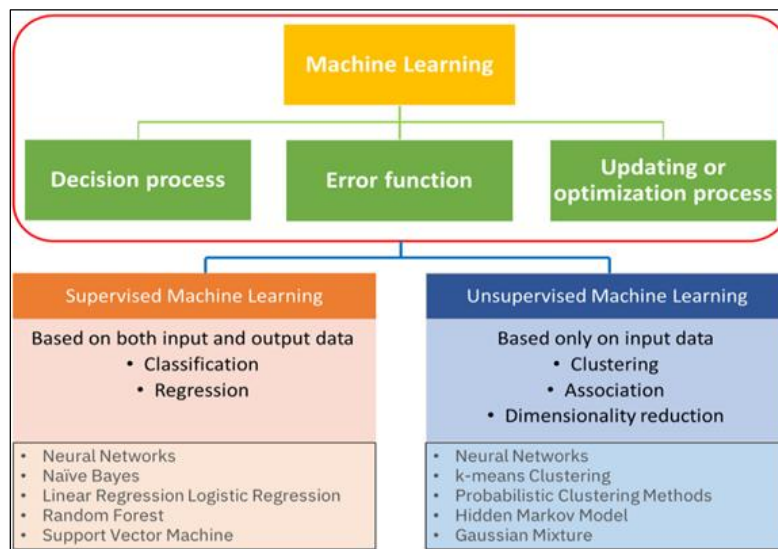 Machine Learning
Decision process
Error function
Updating or
optimization process
Supervised Machine Learning
Based on both input and output data
• Classification
• Regression
• Neural Networks
• Naïve Bayes
• Linear Regression Logistic Regression
• Random Forest
• Support Vector Machine
Unsupervised Machine Learning
Based only on input data
• Clustering
• Association
• Dimensionality reduction
• Neural Networks
• k-means Clustering
• Probabilistic Clustering Methods
• Hidden Markov Model
• Gaussian Mixture